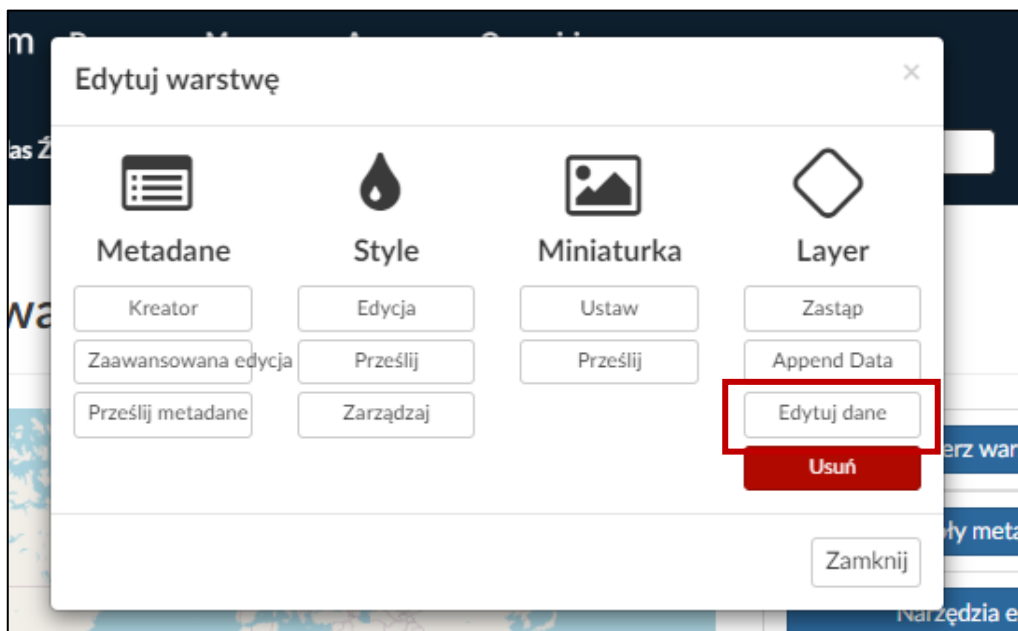 Edytuj warstwę
×
Metadane Style Miniaturka Layer
Kreator Edycja Ustaw Zastąp
Zaawansowana edycja Prześlij Prześlij Append Data
Prześlij metadane Zarządzaj Edytuj dane
Usuń
Zamknij
Narzędzia e